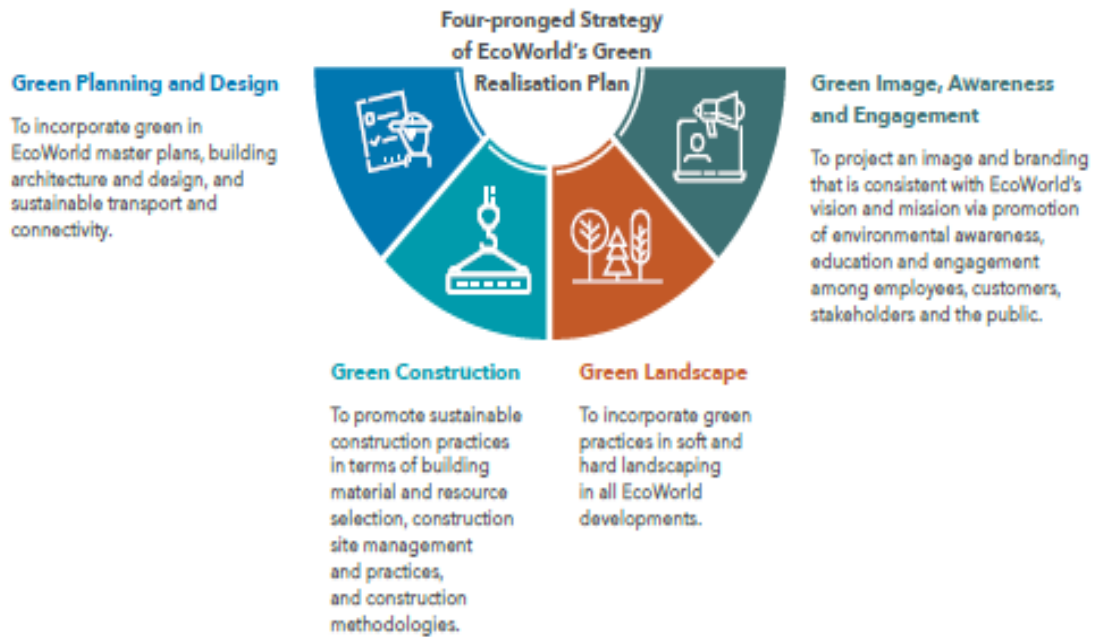 Four-pronged Strategy
of EcoWorld's Green
Realisation Plan
Green Planning and Design
To incorporate green in
EcoWorld master plans, building
architecture and design, and
sustainable transport and
connectivity.
Green Construction
To promote sustainable
construction practices
in terms of building
material and resource
selection, construction
site management
and practices,
and construction
methodologies.
Green Landscape
To incorporate green
practices in soft and
hard landscaping
in all EcoWorld
developments.
Green Image, Awareness
and Engagement
To project an image and branding
that is consistent with EcoWorld's
vision and mission via promotion
of environmental awareness,
education and engagement
among employees, customers,
stakeholders and the public.